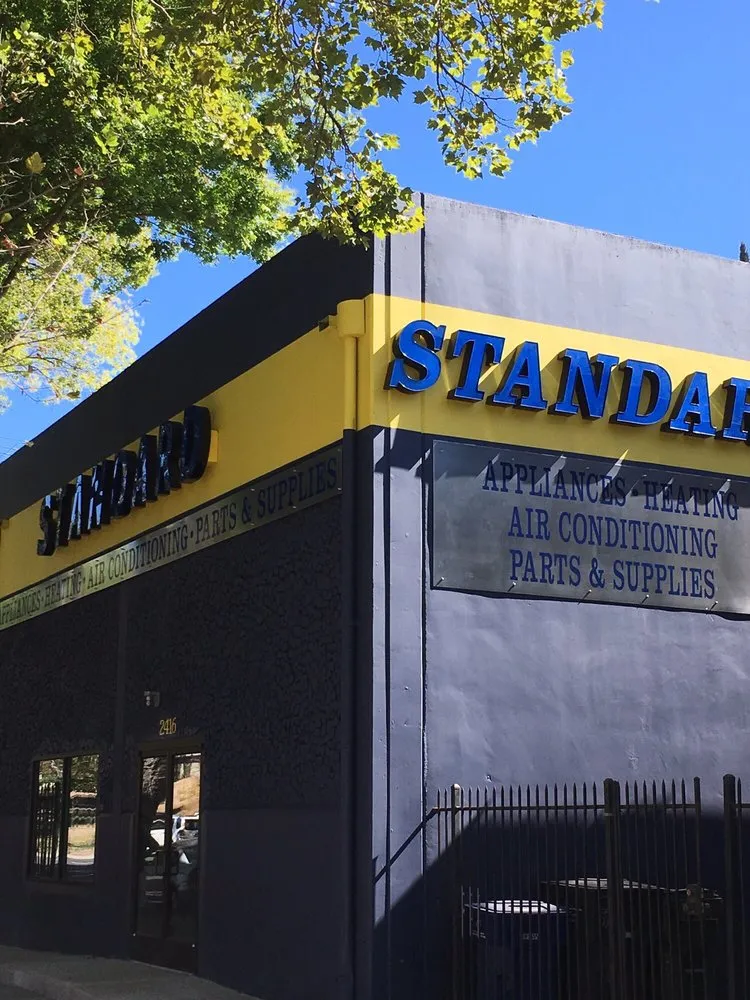 STANDARD
APPLIANCES · HEATING · AIR CONDITIONING · PARTS & SUPPLIES
2416
STANDAR
APPLIANCES · HEATING
AIR CONDITIONING
PARTS & SUPPLIES